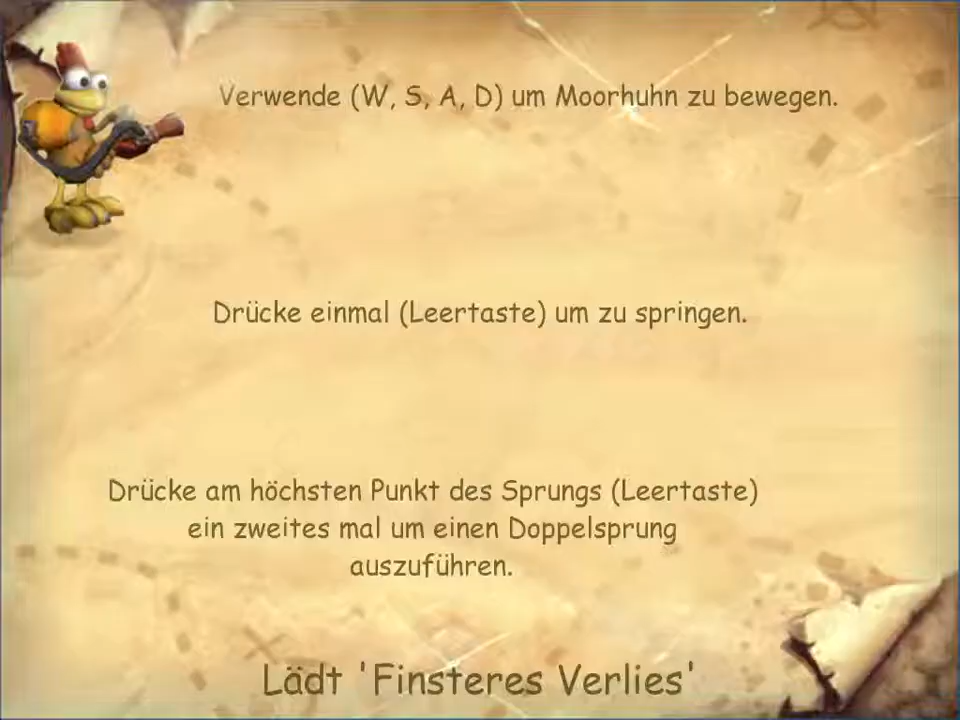 Verwende (W, S, A, D) um Moorhuhn zu bewegen.
Drücke einmal (Leertaste) um zu springen.
Drücke am höchsten Punkt des Sprungs (Leertaste)
ein zweites mal um einen Doppelsprung
auszuführen.
Lädt 'Finsteres Verlies'